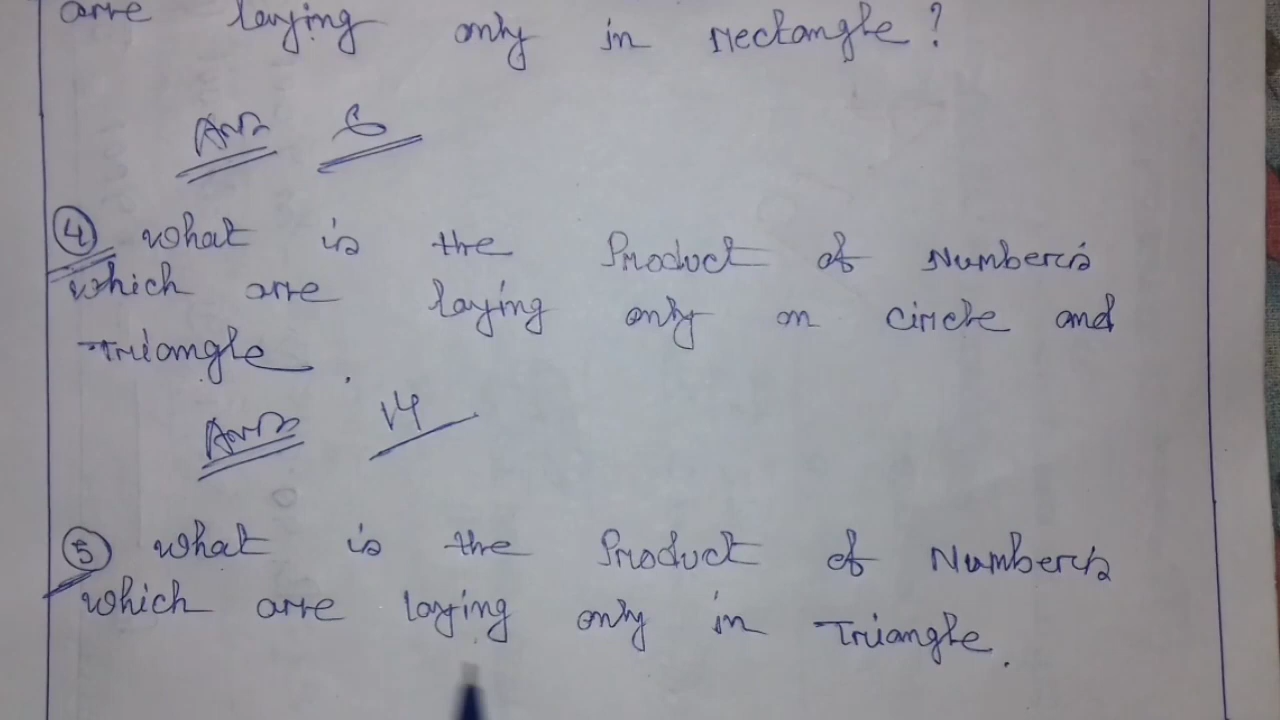 are laying only in rectangle?
Ans 6
4 What is the Product of Number's
which are laying only on circle and
Triangle.
Ans 14
5 What is the Product of Numbers
which are laying only in Triangle.